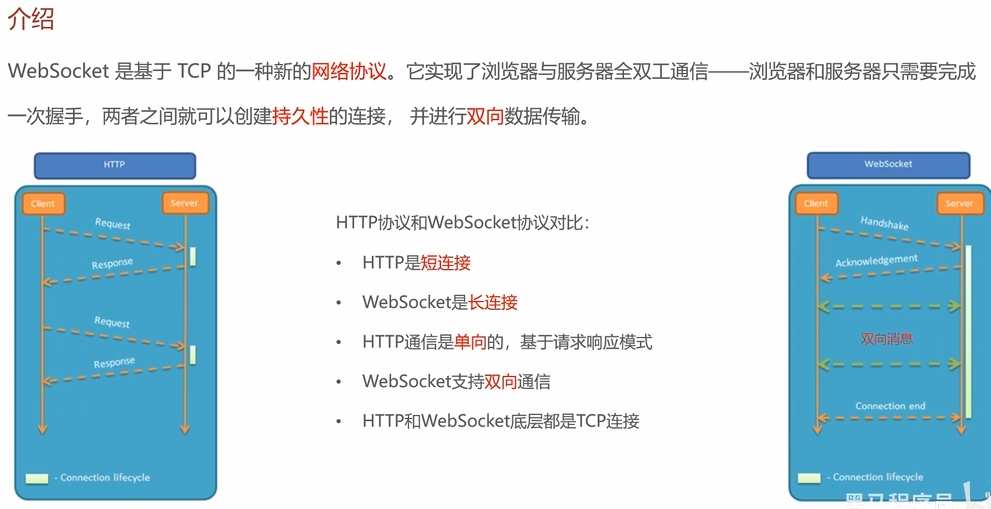 介绍
WebSocket 是基于 TCP 的一种新的网络协议。它实现了浏览器与服务器全双工通信——浏览器和服务器只需要完成
一次握手，两者之间就可以创建持久性的连接， 并进行双向数据传输。
HTTP
Client
Server
Request
Response
Request
Response
- Connection lifecycle
HTTP协议和WebSocket协议对比：
• HTTP是短连接
• WebSocket是长连接
• HTTP通信是单向的，基于请求响应模式
• WebSocket支持双向通信
• HTTP和WebSocket底层都是TCP连接
WebSocket
Client
Server
Handshake
Acknowledgement
双向消息
Connection end
- Connection lifecycle